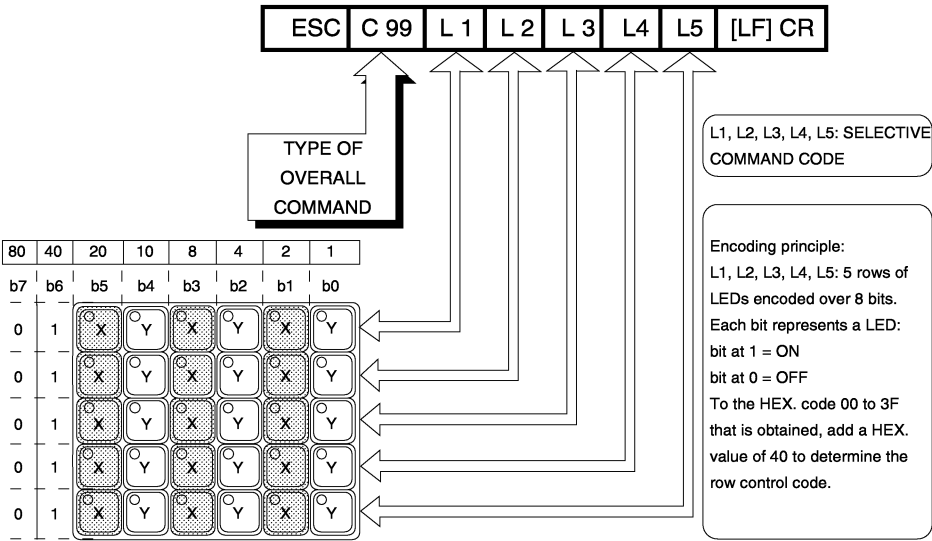 ESC C 99 L 1 L 2 L 3 L4 L5 [LF] CR
TYPE OF
OVERALL
COMMAND
L1, L2, L3, L4, L5: SELECTIVE
COMMAND CODE
80 40 20 10 8 4 2 1
b7 b6 b5 b4 b3 b2 b1 b0
0 1 X Y X Y X Y
0 1 X Y X Y X Y
0 1 X Y X Y X Y
0 1 X Y X Y X Y
0 1 X Y X Y X Y
Encoding principle:
L1, L2, L3, L4, L5: 5 rows of
LEDs encoded over 8 bits.
Each bit represents a LED:
bit at 1 = ON
bit at 0 = OFF
To the HEX. code 00 to 3F
that is obtained, add a HEX.
value of 40 to determine the
row control code.